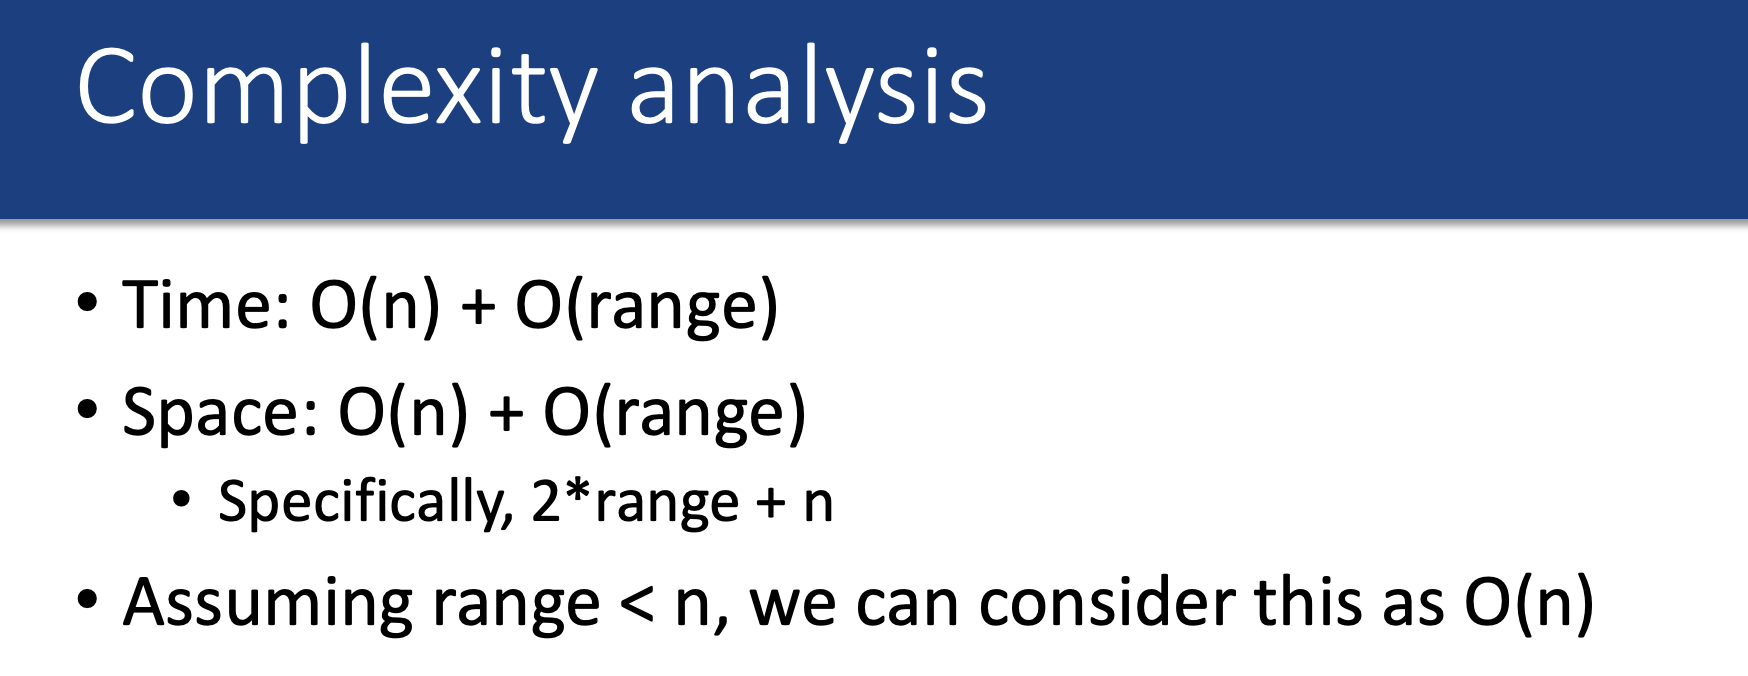 Complexity analysis
• Time: O(n) + O(range)
• Space: O(n) + O(range)
• Specifically, 2*range + n
• Assuming range < n, we can consider this as O(n)